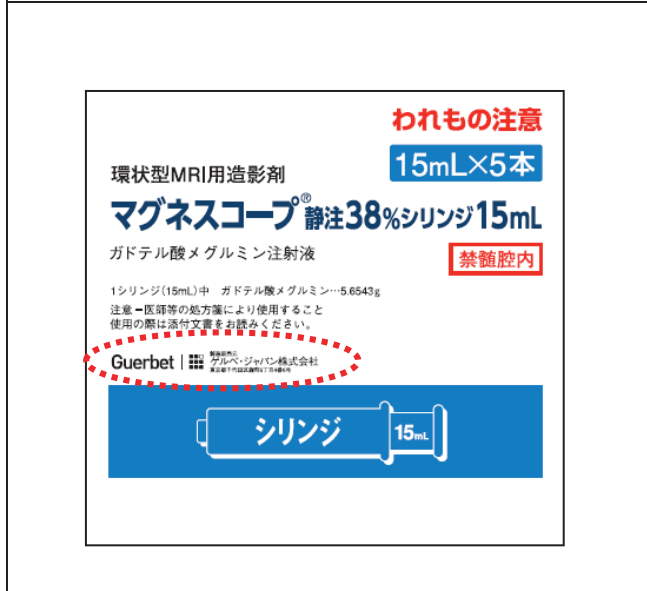 われもの注意
15mL×5本
環状型MRI用造影剤
マグネスコープ®静注38%シリンジ15mL
ガドテル酸メグルミン注射液
禁髄腔内
1シリンジ(15mL)中 ガドテル酸メグルミン…5.6543g
注意-医師等の処方箋により使用すること
使用の際は添付文書をお読みください。
Guerbet
製造販売元
ゲルベ・ジャパン株式会社
シリンジ
15mL